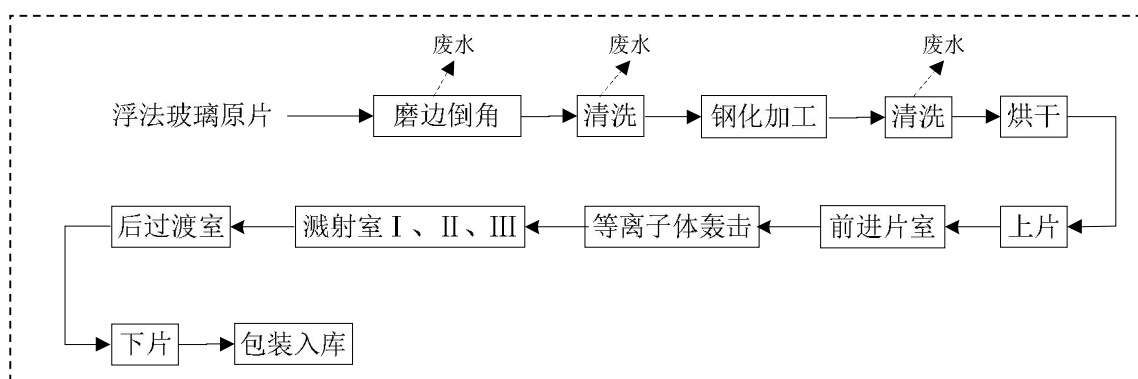 废水 废水 废水
浮法玻璃原片 磨边倒角 清洗 钢化加工 清洗 烘干
后过渡室 溅射室Ⅰ、Ⅱ、Ⅲ 等离子体轰击 前进片室 上片
下片 包装入库